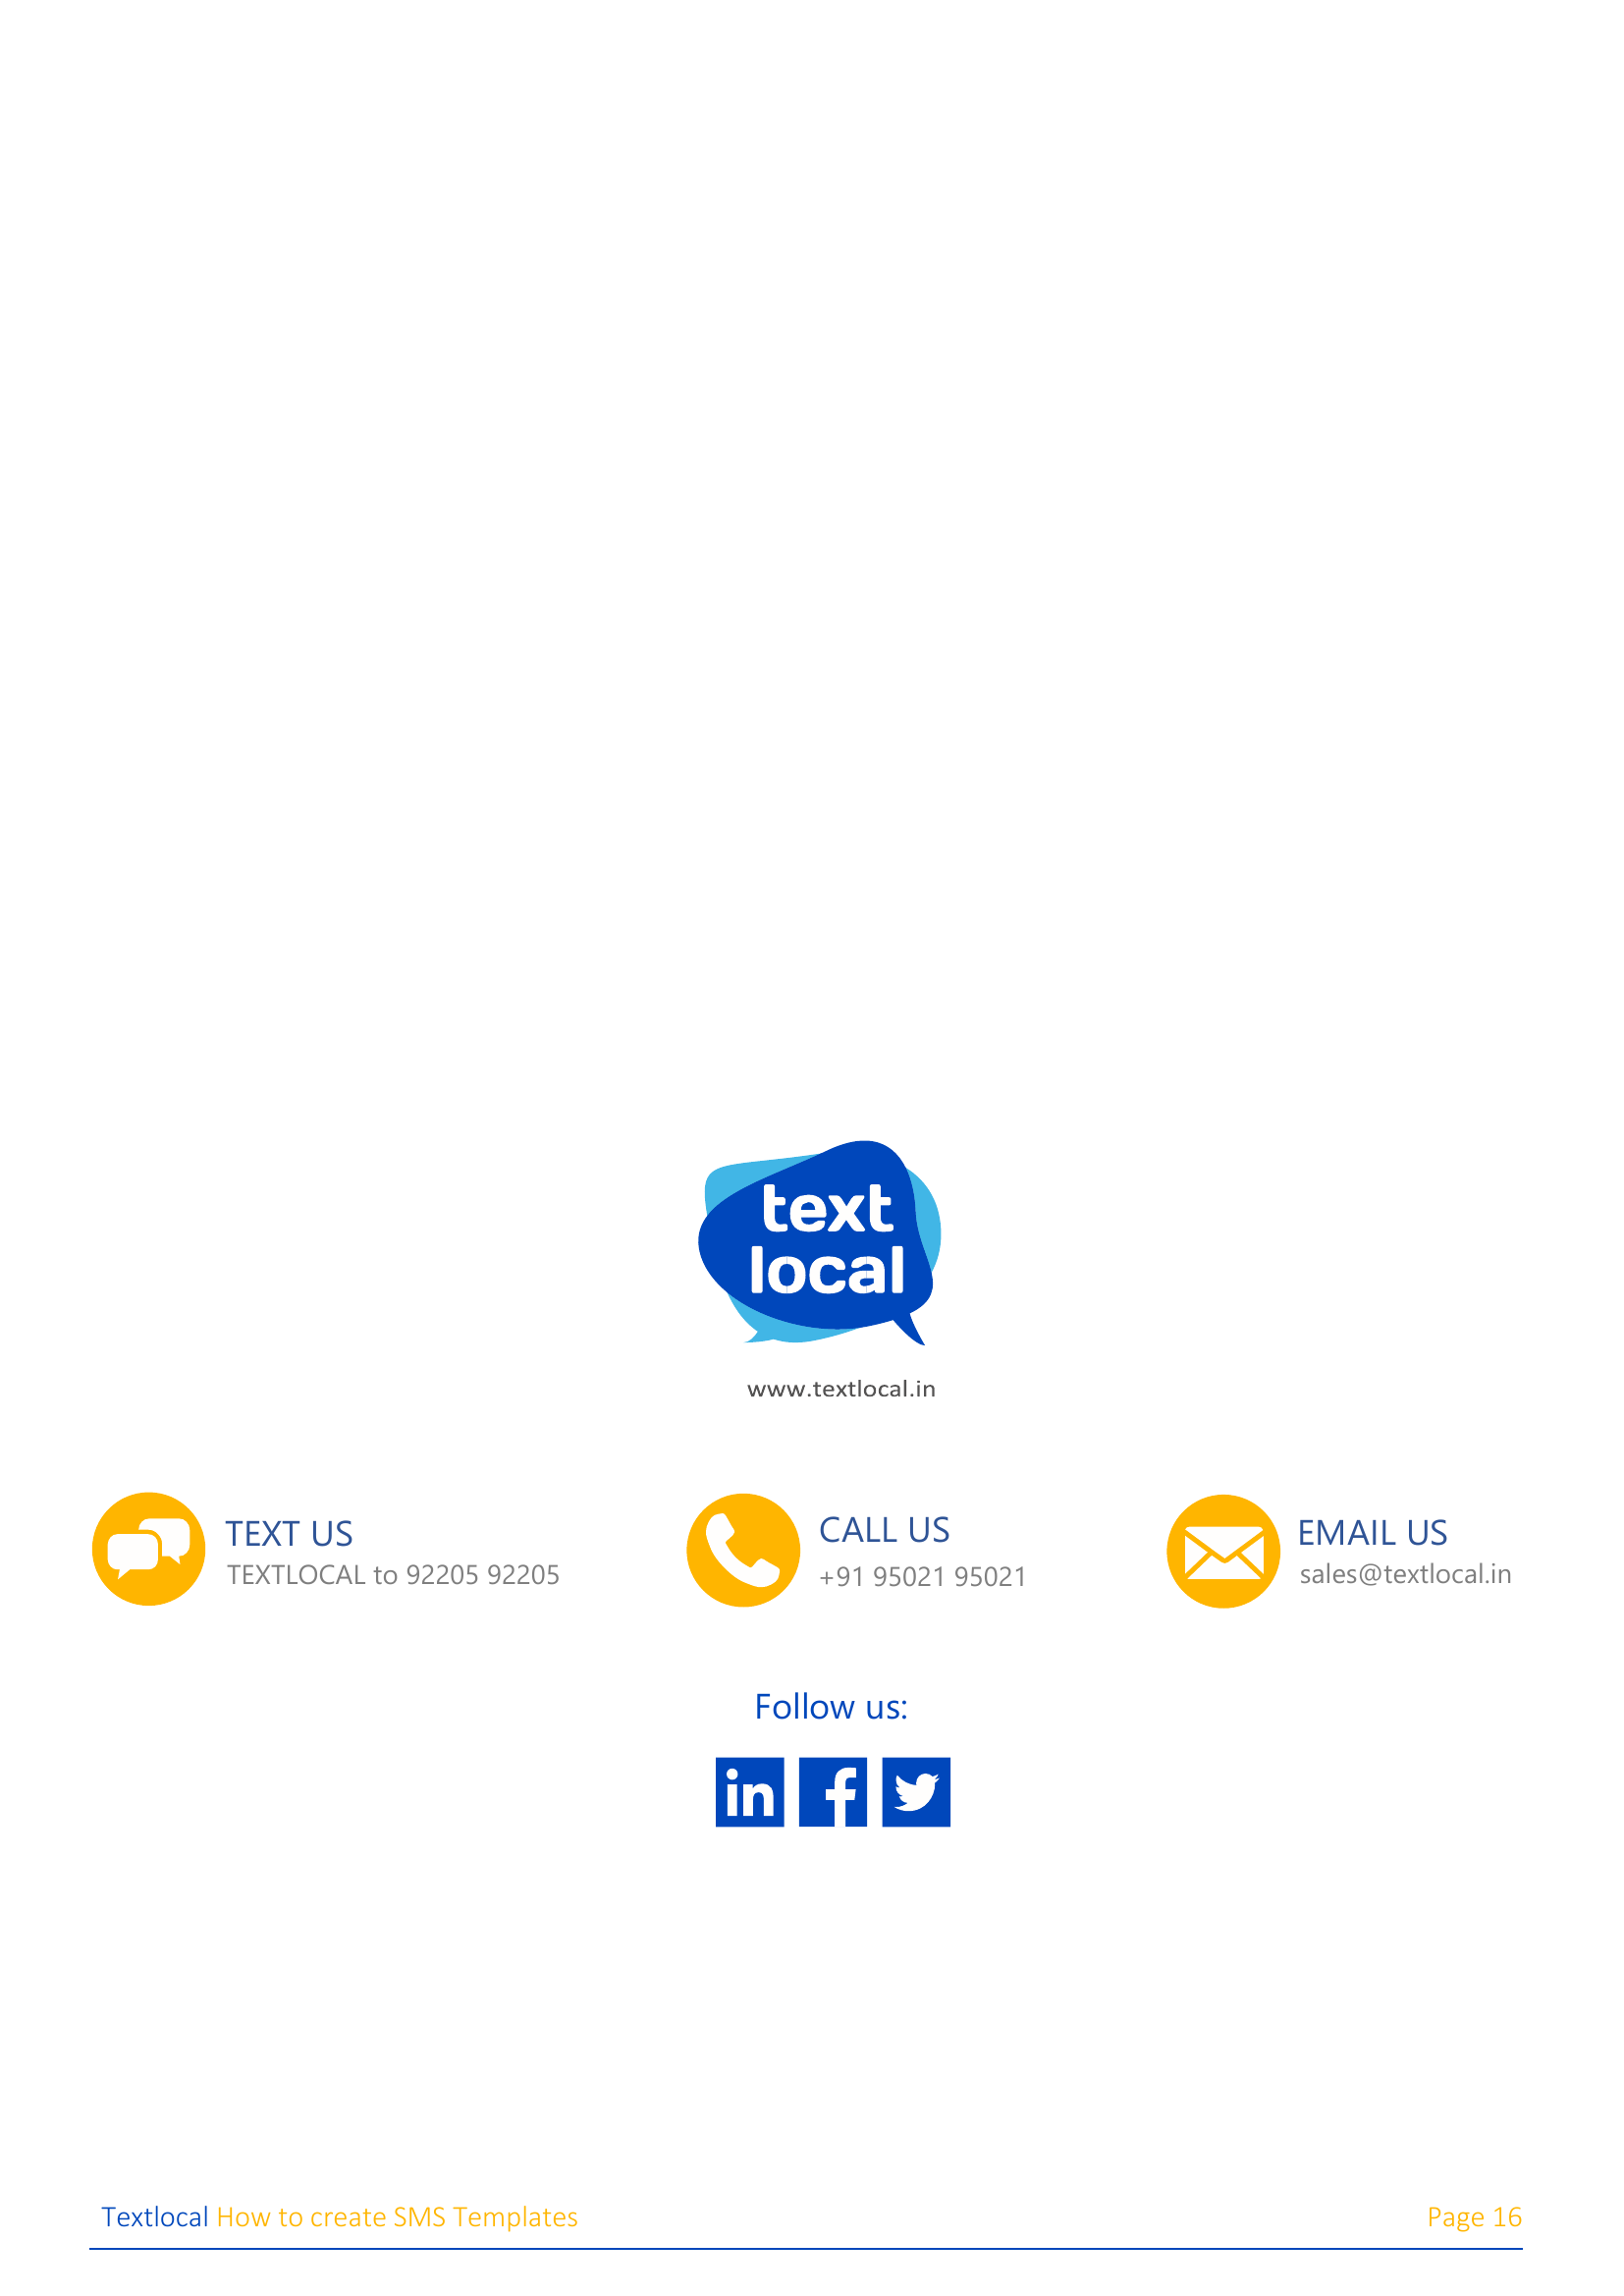 text
local
www.textlocal.in
TEXT US
TEXTLOCAL to 92205 92205
CALL US
+91 95021 95021
EMAIL US
sales@textlocal.in
Follow us:
in f
Textlocal How to create SMS Templates
Page 16